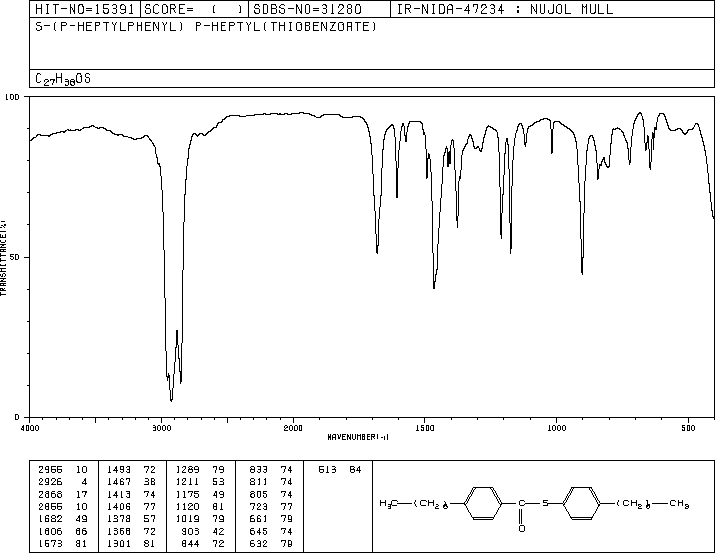 HIT-NO=15391 SCORE= ( ) SDBS-NO=31280 IR-NIDA-47234 : NUJOL MULL
S-(P-HEPTYLPHENYL) P-HEPTYL(THIOBENZOATE)
C27H38OS
100
50
0
TRANSMITTANCE(%)
4000 3000 2000 1500 1000 500
WAVENUMBER(-1)
2955 10 1493 72 1289 79 833 74 613 84
2926 4 1467 38 1211 53 811 74
2868 17 1413 74 1175 49 805 74
2855 10 1406 77 1120 81 723 77
1682 49 1378 57 1019 79 661 79
1606 66 1368 72 903 42 645 74
1573 81 1301 81 844 72 632 79
H3C (CH2)6 C S (CH2)6 CH3
O